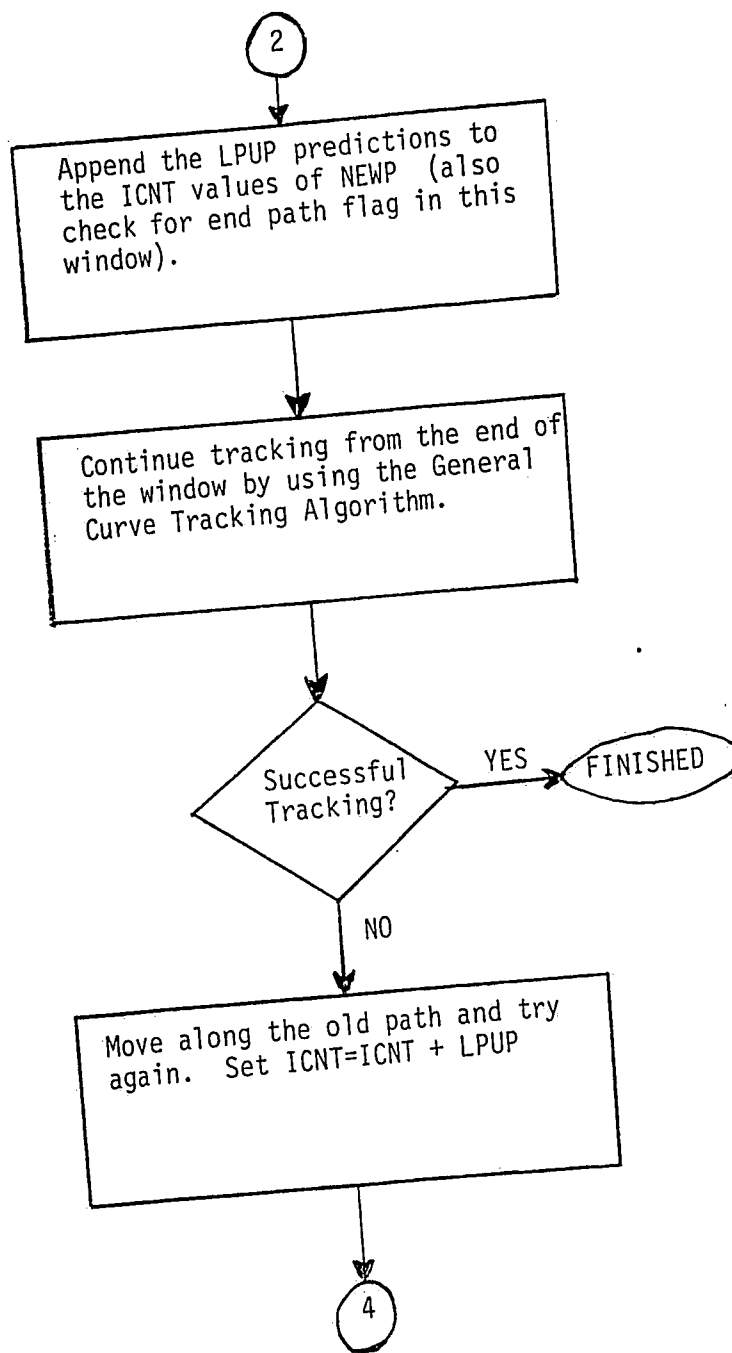 2
Append the LPUP predictions to
the ICNT values of NEWP (also
check for end path flag in this
window).
Continue tracking from the end of
the window by using the General
Curve Tracking Algorithm.
Successful
Tracking?
YES
FINISHED
NO
Move along the old path and try
again. Set ICNT=ICNT + LPUP
4